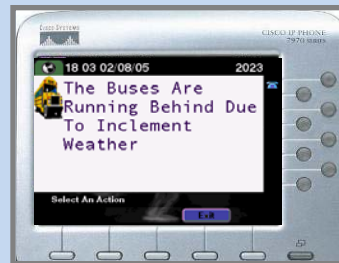 CISCO SYSTEMS
CISCO IP PHONE
7970 SERIES
18 03 02/08/05 2023
The Buses Are
Running Behind Due
To Inclement
Weather
Select An Action
Exit